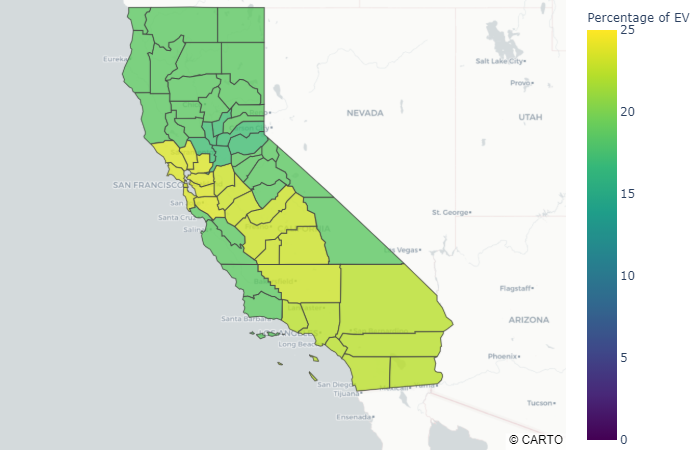 Percentage of EV
25
20
15
10
5
0
Eureka
Salt Lake City
Provo
NEVADA
UTAH
SAN FRANCISCO
Santa Cruz
St. George
Las Vegas
Flagstaff
Santa Barbara
ARIZONA
Long Beach
Phoenix
San Diego
Tijuana
Tucson
Ensenada
© CARTO